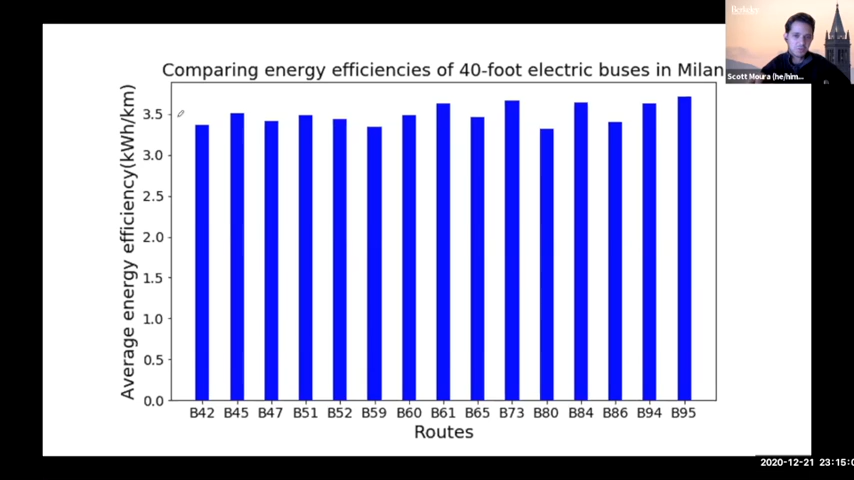 Berkeley
Scott Moura (he/him...
Comparing energy efficiencies of 40-foot electric buses in Milan
Average energy efficiency(kWh/km)
3.5
3.0
2.5
2.0
1.5
1.0
0.5
0.0
B42 B45 B47 B51 B52 B59 B60 B61 B65 B73 B80 B84 B86 B94 B95
Routes
2020-12-21 23:15:0